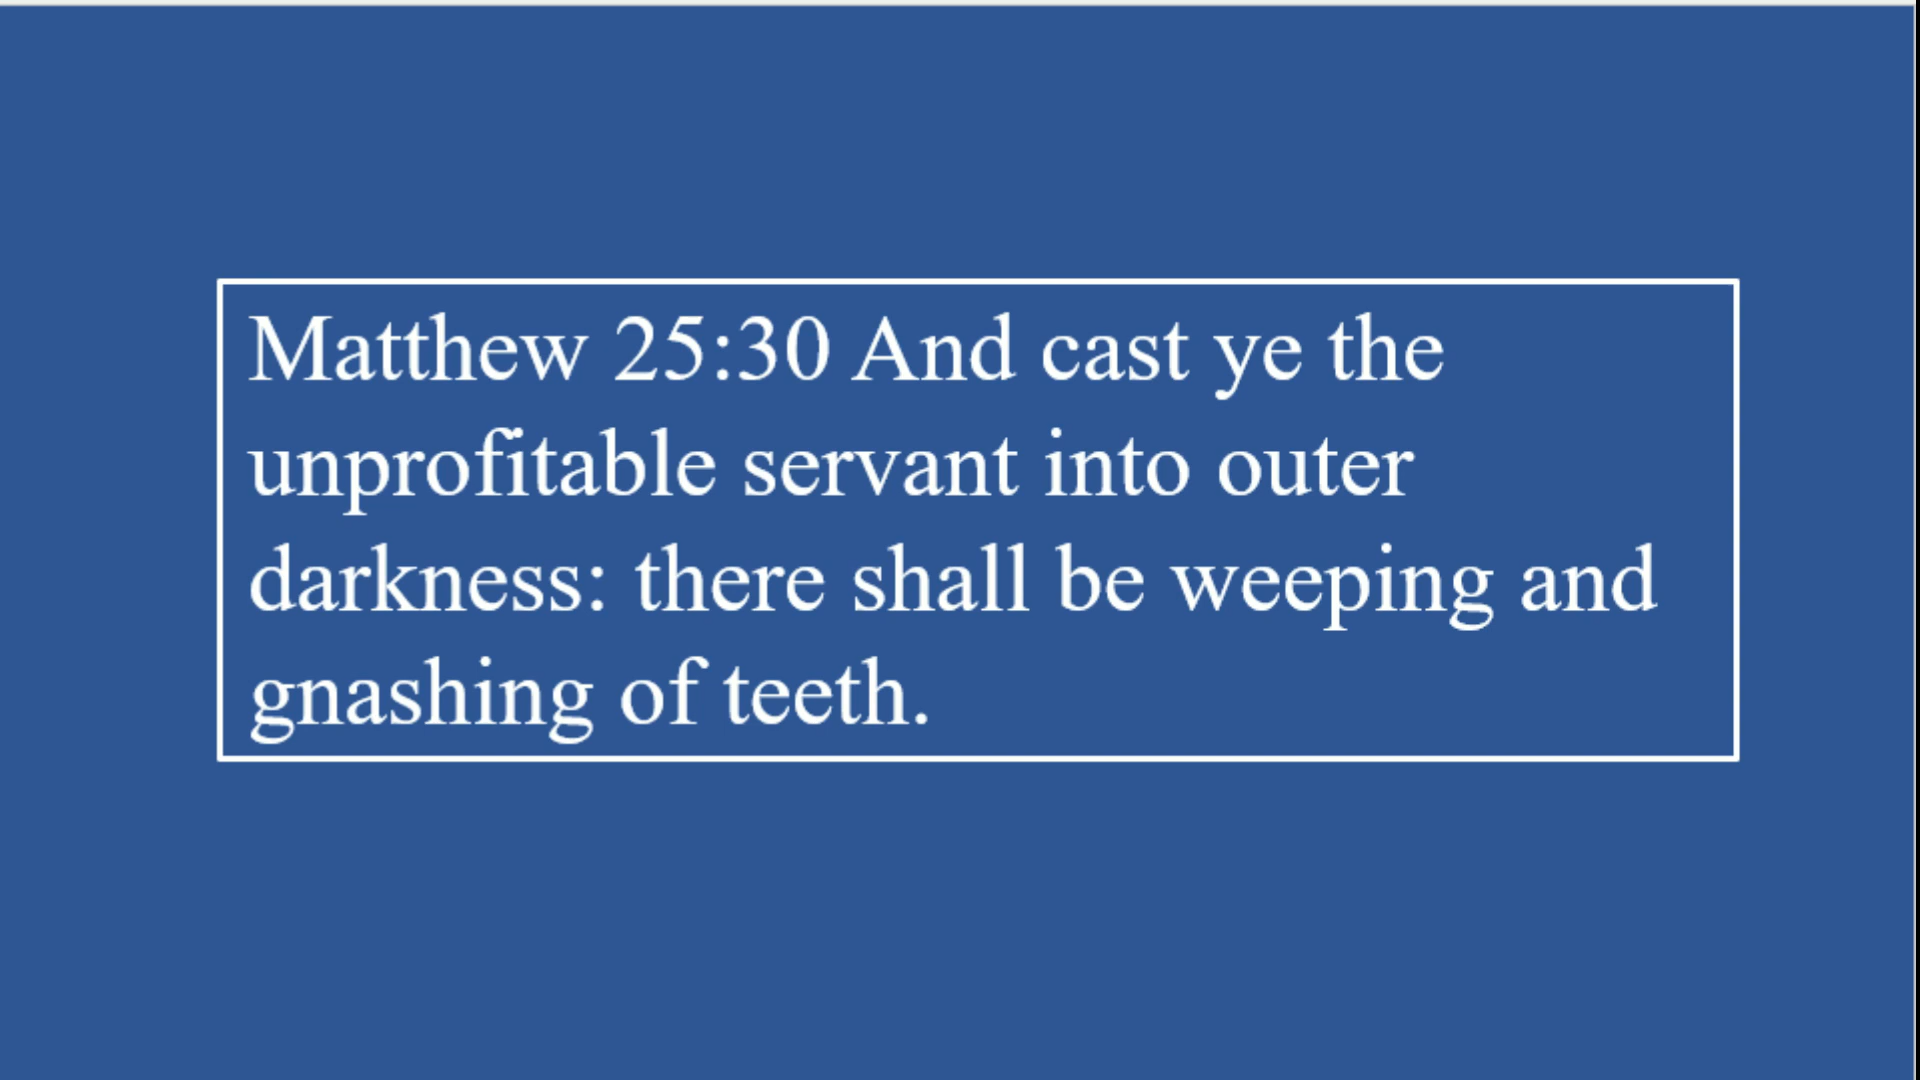 Matthew 25:30 And cast ye the
unprofitable servant into outer
darkness: there shall be weeping and
gnashing of teeth.